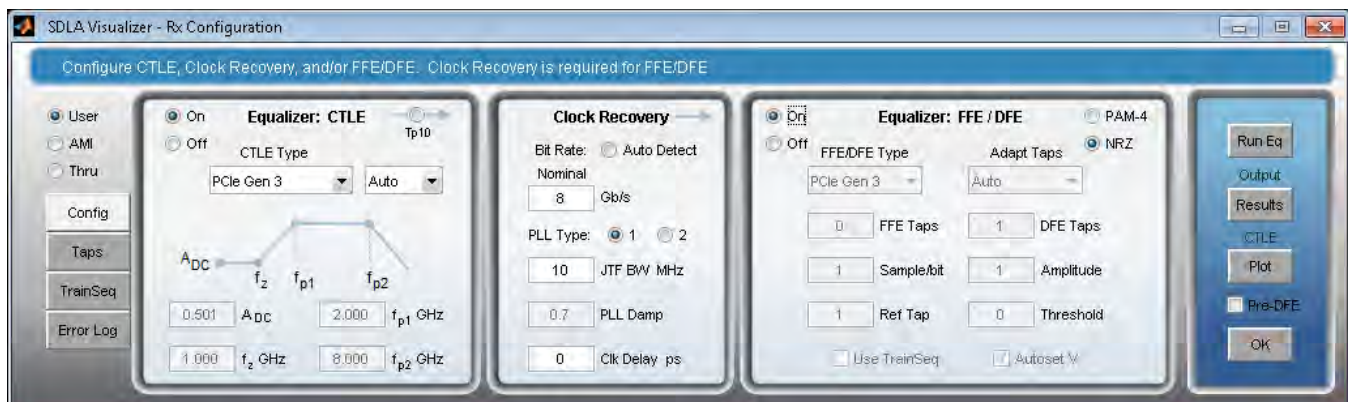 SDLA Visualizer - Rx Configuration
Configure CTLE, Clock Recovery, and/or FFE/DFE. Clock Recovery is required for FFE/DFE
User
AMI
Thru
Config
Taps
TrainSeq
Error Log
On
Off
Equalizer: CTLE
Tp10
CTLE Type
PCIe Gen 3
Auto
ADC
fz
fp1
fp2
0.501 ADC
2.000 fp1 GHz
1.000 fz GHz
8.000 fp2 GHz
Clock Recovery
Bit Rate: Auto Detect
Nominal
8 Gb/s
PLL Type: 1 2
10 JTF BW MHz
0.7 PLL Damp
0 Clk Delay ps
On
Off
Equalizer: FFE / DFE
PAM-4
NRZ
FFE/DFE Type
Adapt Taps
PCIe Gen 3
Auto
0 FFE Taps
1 DFE Taps
1 Sample/bit
1 Amplitude
1 Ref Tap
0 Threshold
Use TrainSeq
Autoset V
Run Eq
Output
Results
CTLE
Plot
Pre-DFE
OK